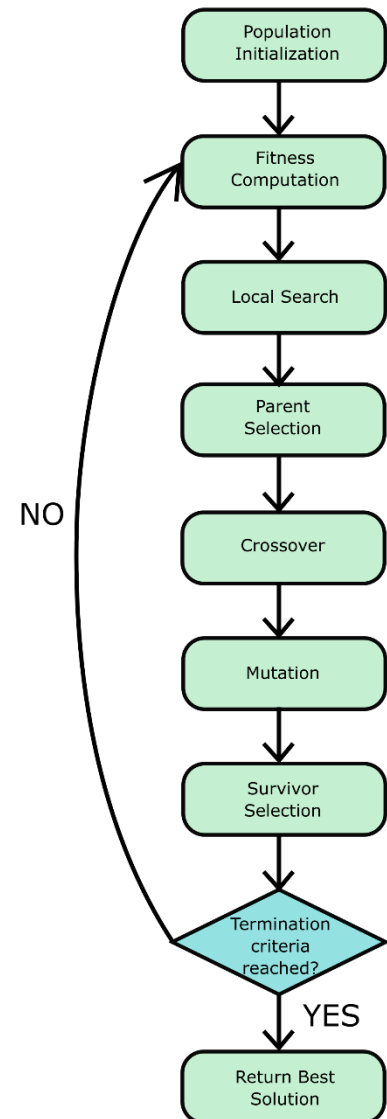 Population
Initialization
Fitness
Computation
Local Search
Parent
Selection
Crossover
NO
Mutation
Survivor
Selection
Termination
criteria
reached?
YES
Return Best
Solution